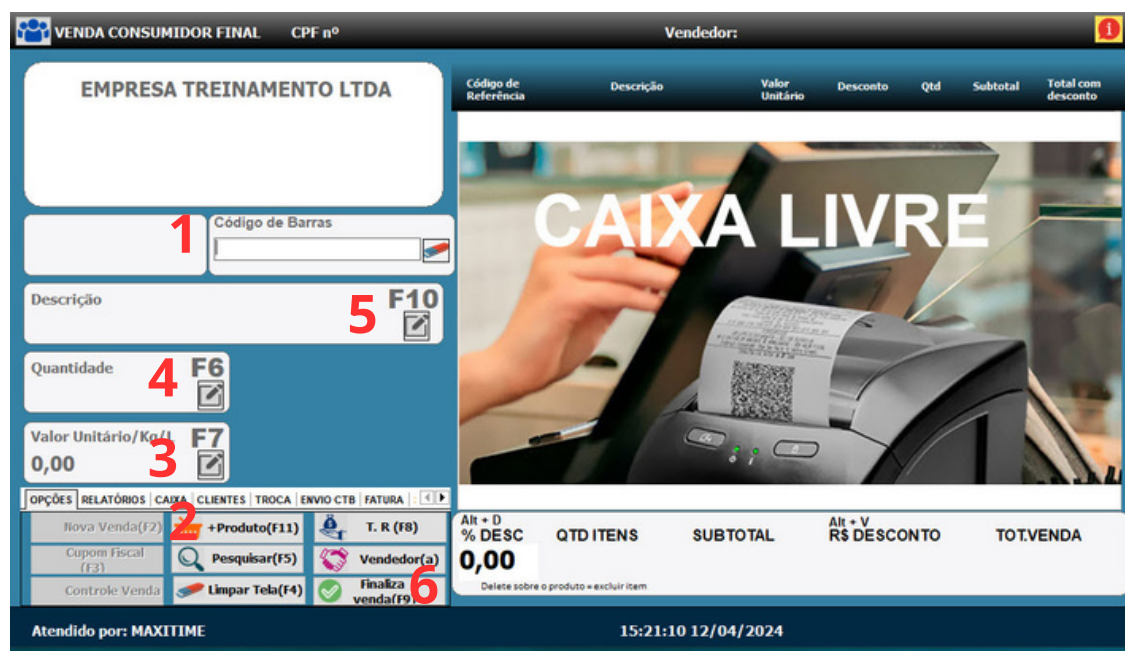 VENDA CONSUMIDOR FINAL CPF nº Vendedor:
EMPRESA TREINAMENTO LTDA
Código de Referência Descrição Valor Unitário Desconto Qtd Subtotal Total com desconto
CAIXA LIVRE
1
Código de Barras
Descrição
5
F10
Quantidade
4
F6
Valor Unitário/Kg/L
F7
0,00
3
OPÇÕES RELATÓRIOS CAIXA CLIENTES TROCA ENVIO CTB FATURA
2
Nova Venda(F2) +Produto(F11) T. R (F8)
Cupom Fiscal (F3) Pesquisar(F5) Vendedor(a)
Controle Venda Limpar Tela(F4) Finaliza venda(F9)
6
Alt + D
% DESC QTD ITENS SUBTOTAL
Alt + V
R$ DESCONTO TOT.VENDA
0,00
Delete sobre o produto = excluir item
Atendido por: MAXITIME 15:21:10 12/04/2024